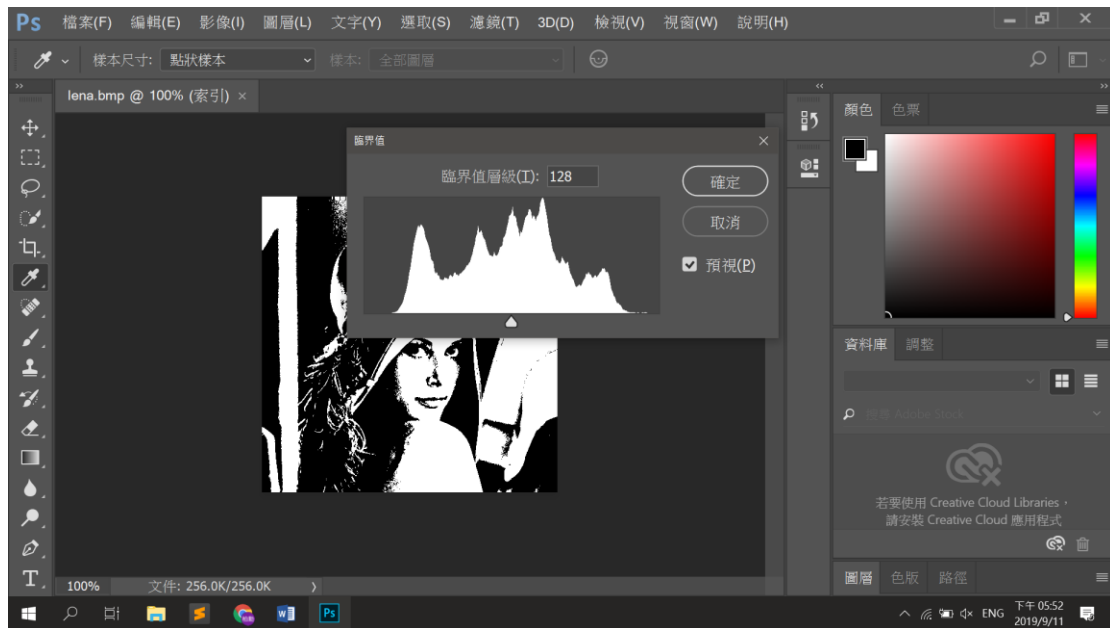 Ps 檔案(F) 編輯(E) 影像(I) 圖層(L) 文字(Y) 選取(S) 濾鏡(T) 3D(D) 檢視(V) 視窗(W) 說明(H)
樣本尺寸: 點狀樣本 樣本: 全部圖層
lena.bmp @ 100% (索引) ×
顏色 色票
臨界值
臨界值層級(T): 128
確定
取消
預視(P)
資料庫 調整
搜尋 Adobe Stock
若要使用 Creative Cloud Libraries，
請安裝 Creative Cloud 應用程式
圖層 色版 路徑
100% 文件: 256.0K/256.0K
W Ps ENG 下午 05:52
2019/9/11